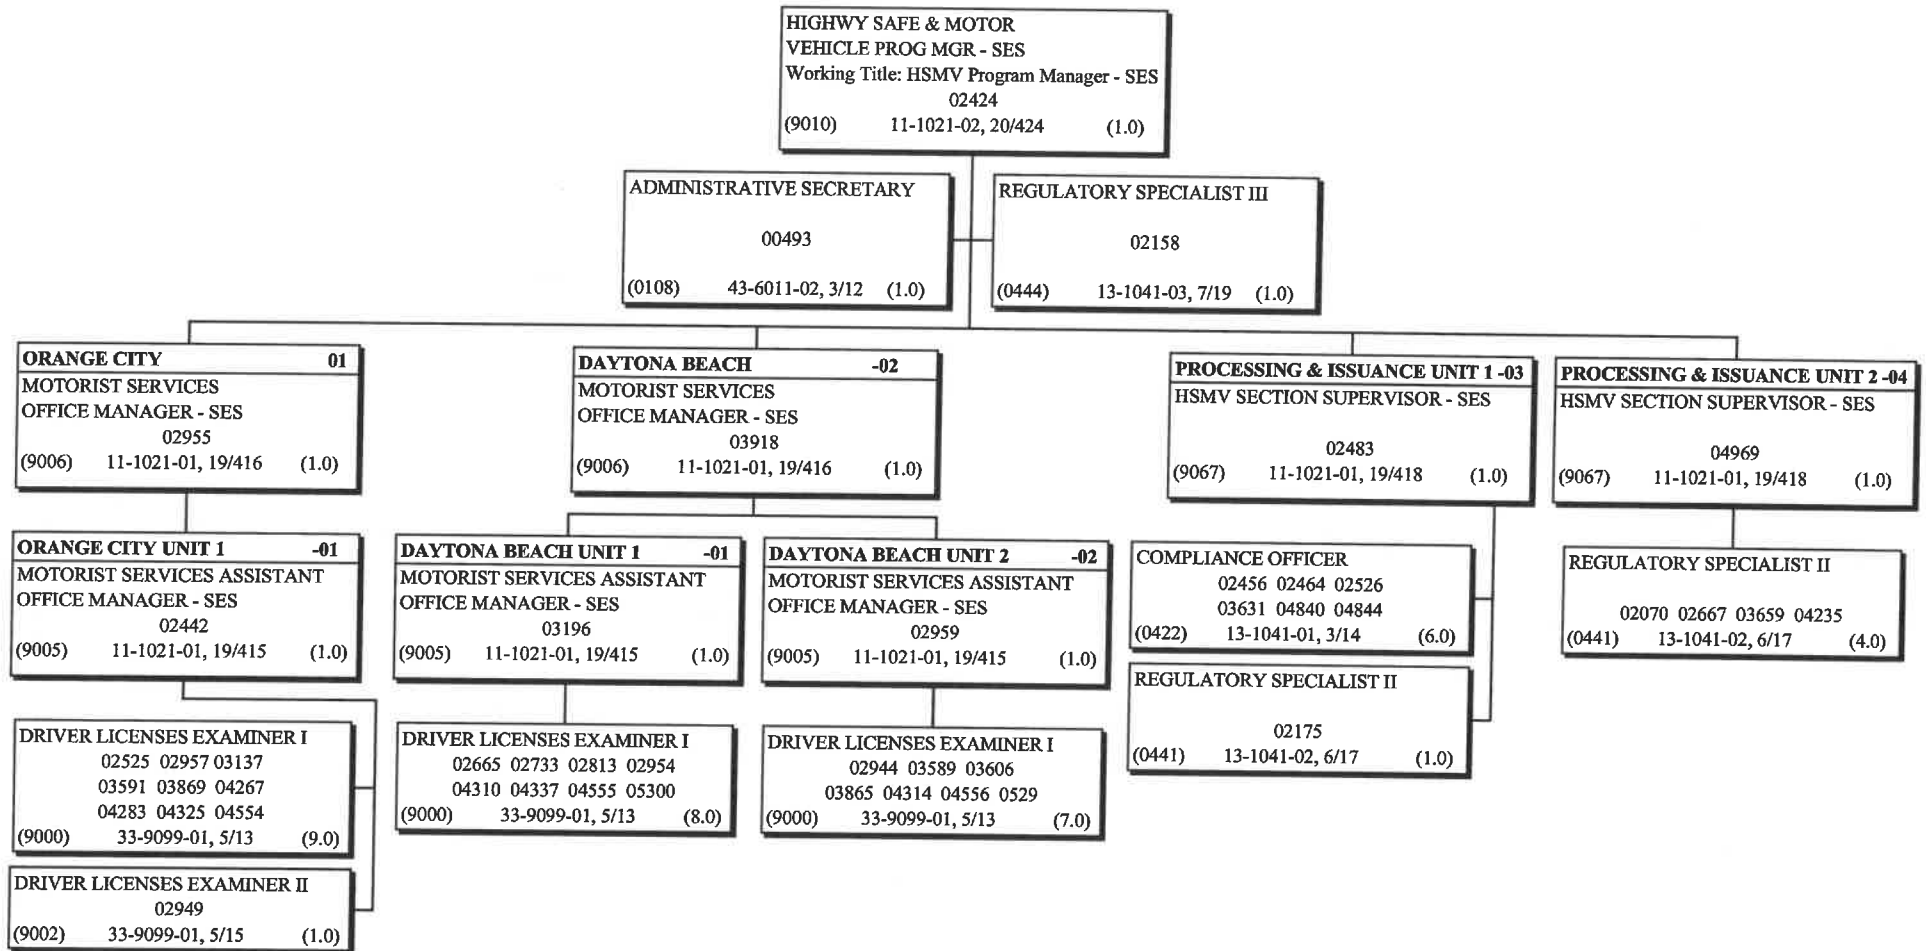 HIGHWY SAFE & MOTOR
VEHICLE PROG MGR - SES
Working Title: HSMV Program Manager - SES
02424
(9010) 11-1021-02, 20/424 (1.0)
ADMINISTRATIVE SECRETARY
00493
(0108) 43-6011-02, 3/12 (1.0)
REGULATORY SPECIALIST III
02158
(0444) 13-1041-03, 7/19 (1.0)
ORANGE CITY 01
MOTORIST SERVICES
OFFICE MANAGER - SES
02955
(9006) 11-1021-01, 19/416 (1.0)
DAYTONA BEACH -02
MOTORIST SERVICES
OFFICE MANAGER - SES
03918
(9006) 11-1021-01, 19/416 (1.0)
PROCESSING & ISSUANCE UNIT 1 -03
HSMV SECTION SUPERVISOR - SES
02483
(9067) 11-1021-01, 19/418 (1.0)
PROCESSING & ISSUANCE UNIT 2 -04
HSMV SECTION SUPERVISOR - SES
04969
(9067) 11-1021-01, 19/418 (1.0)
ORANGE CITY UNIT 1 -01
MOTORIST SERVICES ASSISTANT
OFFICE MANAGER - SES
02442
(9005) 11-1021-01, 19/415 (1.0)
DAYTONA BEACH UNIT 1 -01
MOTORIST SERVICES ASSISTANT
OFFICE MANAGER - SES
03196
(9005) 11-1021-01, 19/415 (1.0)
DAYTONA BEACH UNIT 2 -02
MOTORIST SERVICES ASSISTANT
OFFICE MANAGER - SES
02959
(9005) 11-1021-01, 19/415 (1.0)
COMPLIANCE OFFICER
02456 02464 02526
03631 04840 04844
(0422) 13-1041-01, 3/14 (6.0)
REGULATORY SPECIALIST II
02070 02667 03659 04235
(0441) 13-1041-02, 6/17 (4.0)
REGULATORY SPECIALIST II
02175
(0441) 13-1041-02, 6/17 (1.0)
DRIVER LICENSES EXAMINER I
02525 02957 03137
03591 03869 04267
04283 04325 04554
(9000) 33-9099-01, 5/13 (9.0)
DRIVER LICENSES EXAMINER I
02665 02733 02813 02954
04310 04337 04555 05300
(9000) 33-9099-01, 5/13 (8.0)
DRIVER LICENSES EXAMINER I
02944 03589 03606
03865 04314 04556 0529
(9000) 33-9099-01, 5/13 (7.0)
DRIVER LICENSES EXAMINER II
02949
(9002) 33-9099-01, 5/15 (1.0)